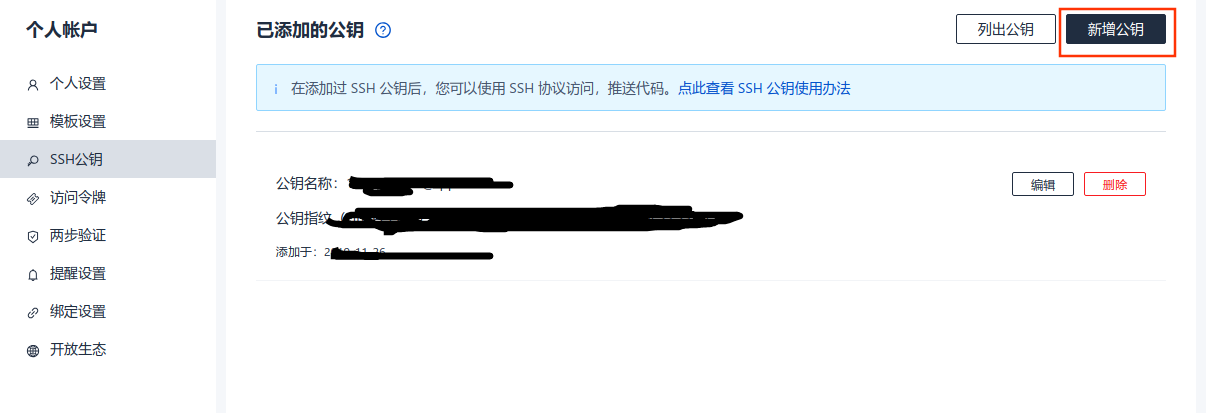 个人帐户
个人设置
模板设置
SSH公钥
访问令牌
两步验证
提醒设置
绑定设置
开放生态
已添加的公钥
列出公钥
新增公钥
在添加过 SSH 公钥后，您可以使用 SSH 协议访问，推送代码。点此查看 SSH 公钥使用办法
公钥名称：
编辑
删除
公钥指纹
添加于：